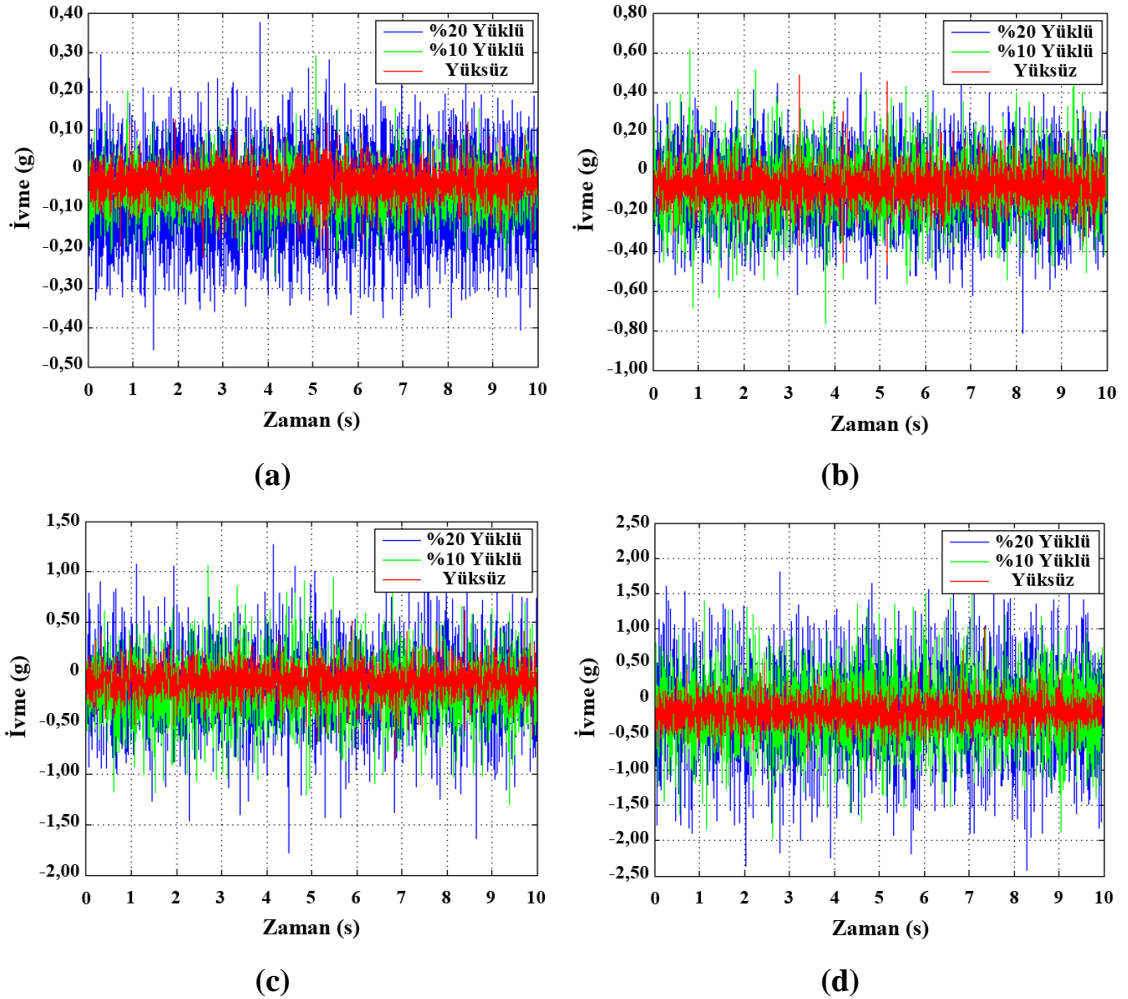 0,40
0,30
0,20
0,10
0
-0,10
-0,20
-0,30
-0,40
-0,50
İvme (g)
%20 Yüklü
%10 Yüklü
Yüksüz
0 1 2 3 4 5 6 7 8 9 10
Zaman (s)
(a)
0,80
0,60
0,40
0,20
0
-0,20
-0,40
-0,60
-0,80
-1,00
İvme (g)
%20 Yüklü
%10 Yüklü
Yüksüz
0 1 2 3 4 5 6 7 8 9 10
Zaman (s)
(b)
1,50
1,00
0,50
0
-0,50
-1,00
-1,50
-2,00
İvme (g)
%20 Yüklü
%10 Yüklü
Yüksüz
0 1 2 3 4 5 6 7 8 9 10
Zaman (s)
(c)
2,50
2,00
1,50
1,00
0,50
0
-0,50
-1,00
-1,50
-2,00
-2,50
İvme (g)
%20 Yüklü
%10 Yüklü
Yüksüz
0 1 2 3 4 5 6 7 8 9 10
Zaman (s)
(d)